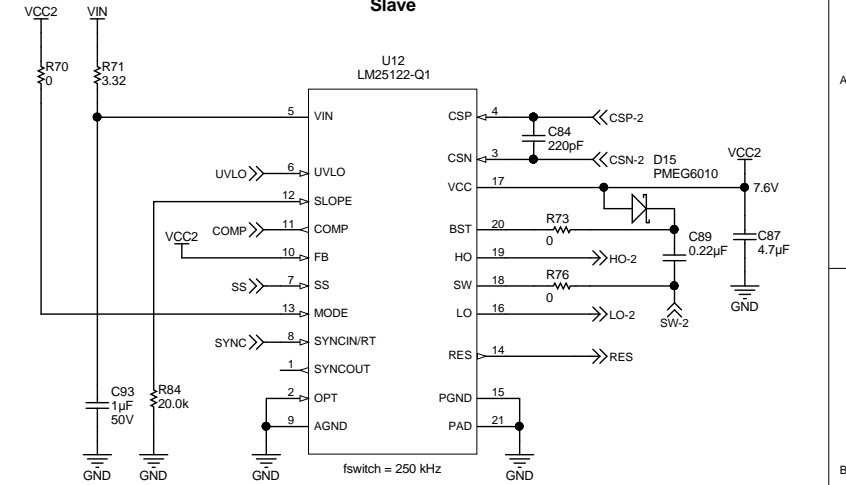 Slave
VCC2
VIN
R70
0
R71
3.32
U12
LM25122-Q1
A
5
VIN
6
UVLO
UVLO
12
SLOPE
COMP
11
COMP
VCC2
10
FB
SS
7
SS
13
MODE
SYNC
8
SYNCIN/RT
1
SYNCOUT
2
OPT
9
AGND
CSP
4
CSP-2
C84
220pF
CSN
3
CSN-2
D15
PMEG6010
VCC2
VCC
17
7.6V
BST
20
R73
0
C89
0.22µF
C87
4.7µF
HO
19
HO-2
SW
18
R76
0
GND
LO
16
LO-2
SW-2
RES
14
RES
PGND
15
PAD
21
C93
1µF
50V
R84
20.0k
GND
GND
GND
fswitch = 250 kHz
GND
B